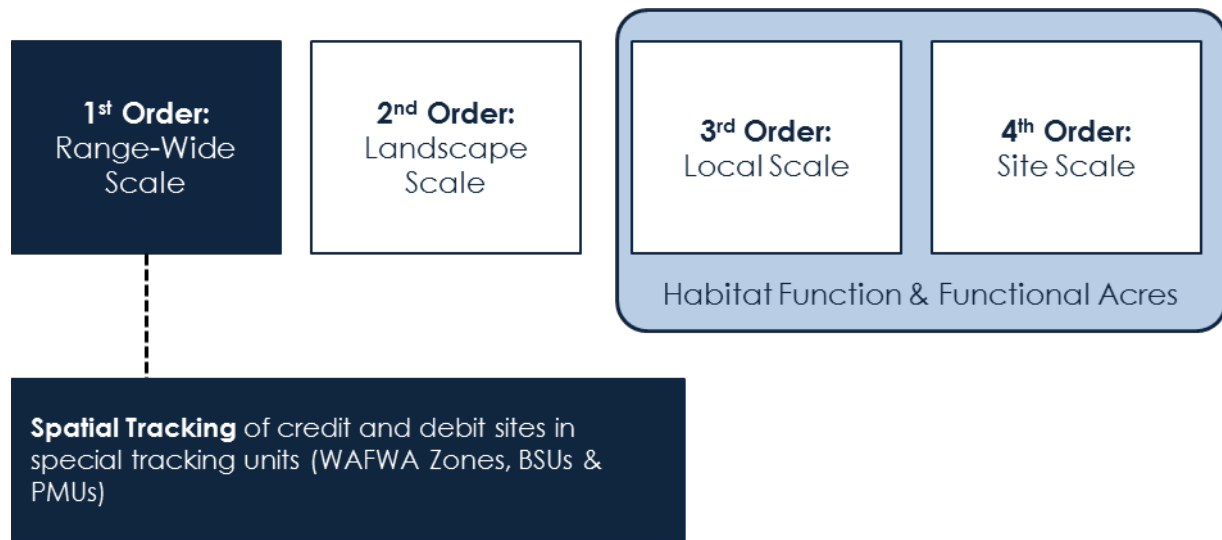 1st Order:
Range-Wide
Scale
2nd Order:
Landscape
Scale
3rd Order:
Local Scale
4th Order:
Site Scale
Habitat Function & Functional Acres
Spatial Tracking of credit and debit sites in
special tracking units (WAFWA Zones, BSUs &
PMUs)